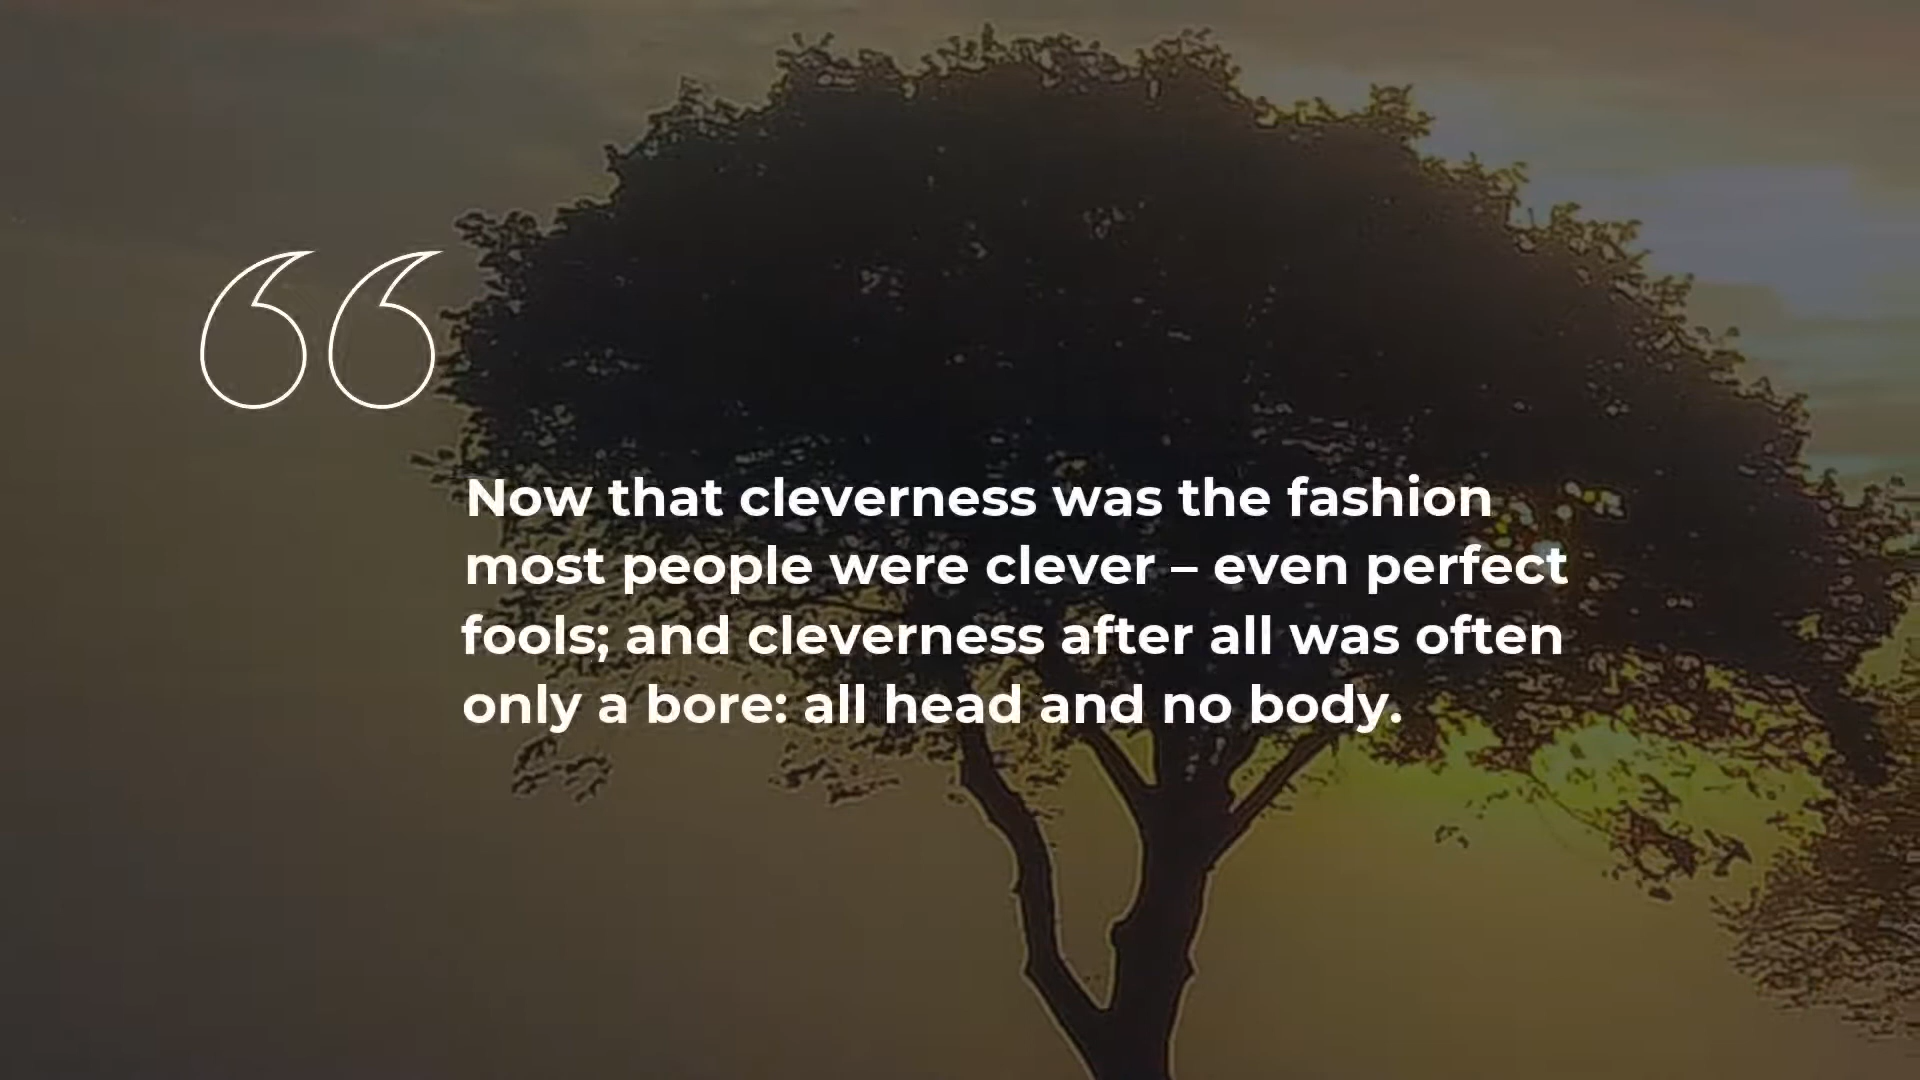 “
Now that cleverness was the fashion
most people were clever – even perfect
fools; and cleverness after all was often
only a bore: all head and no body.